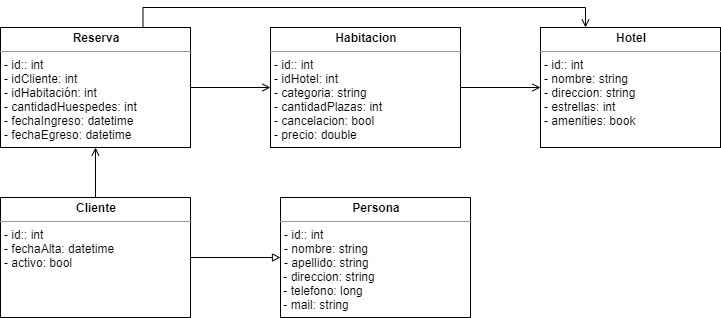 Reserva
- id:: int
- idCliente: int
- idHabitación: int
- cantidadHuespedes: int
- fechaIngreso: datetime
- fechaEgreso: datetime
Habitacion
- id:: int
- idHotel: int
- categoria: string
- cantidadPlazas: int
- cancelacion: bool
- precio: double
Hotel
- id:: int
- nombre: string
- direccion: string
- estrellas: int
- amenities: book
Cliente
- id:: int
- fechaAlta: datetime
- activo: bool
Persona
- id:: int
- nombre: string
- apellido: string
- direccion: string
- telefono: long
- mail: string